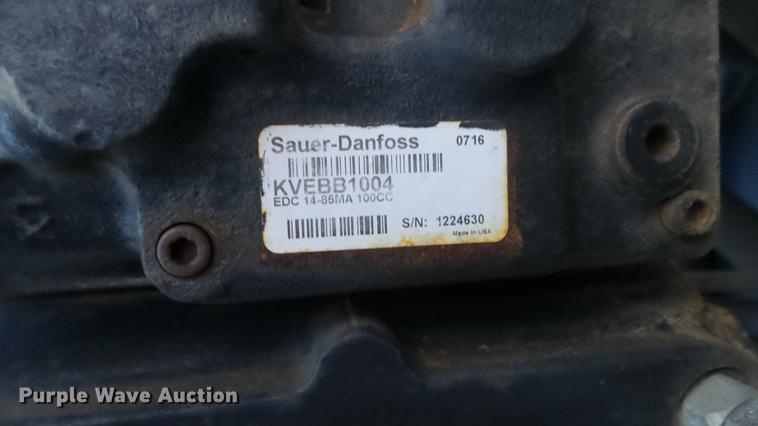 Sauer-Danfoss 0716
KVEBB1004
EDC 14-85MA 100CC
S/N: 1224630
Made In USA
Purple Wave Auction®